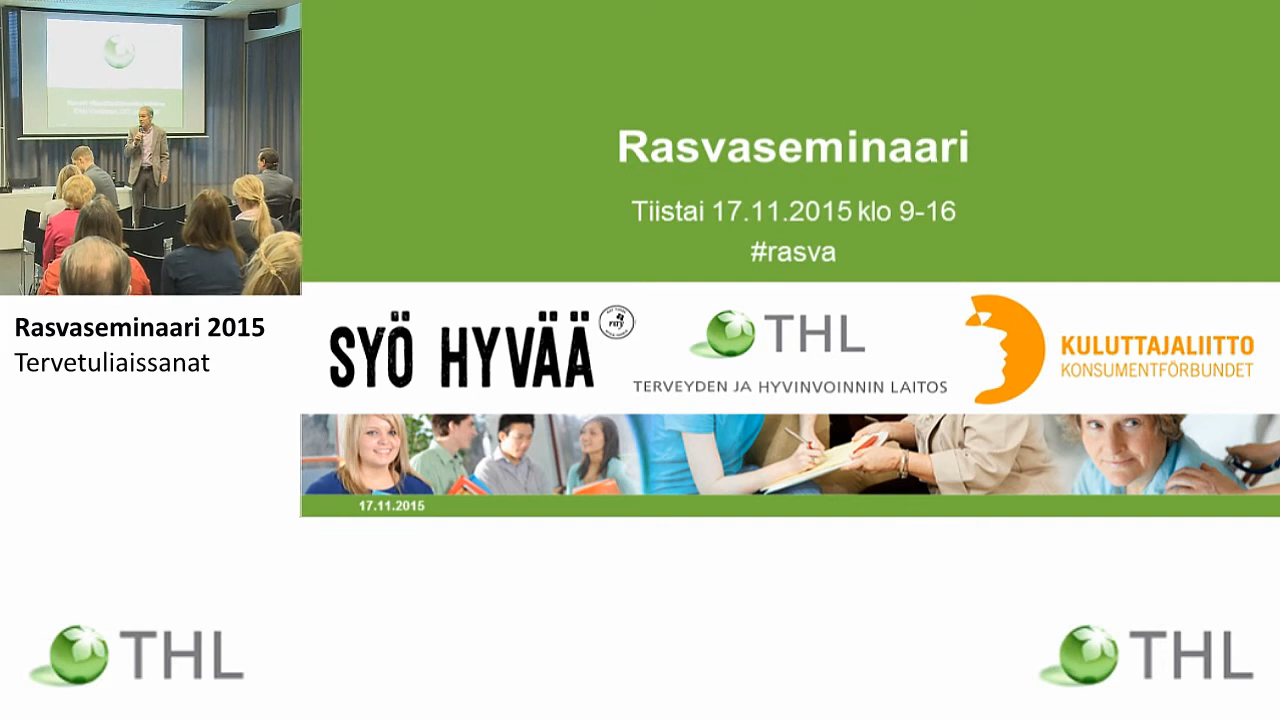 Rasvaseminaari
Tiistai 17.11.2015 klo 9-16
#rasva
Rasvaseminaari 2015
Tervetuliaissanat
SYÖ HYVÄÄ
ray
THL
TERVEYDEN JA HYVINVOINNIN LAITOS
KULUTTAJALIITTO
KONSUMENTFÖRBUNDET
17.11.2015
THL
THL